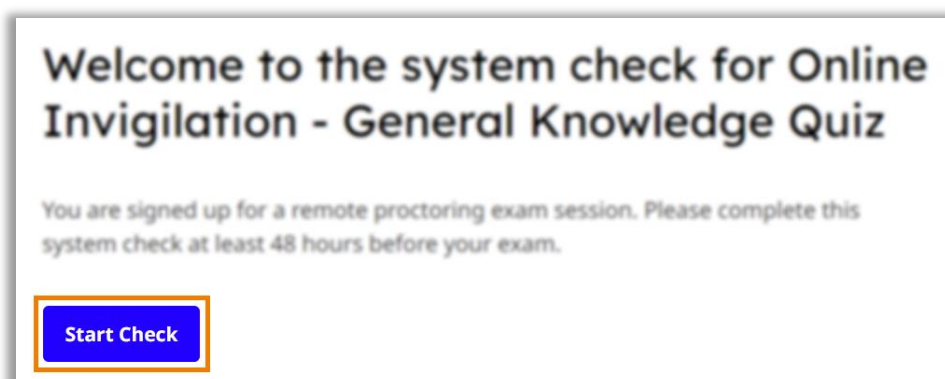 Welcome to the system check for Online
Invigilation - General Knowledge Quiz
You are signed up for a remote proctoring exam session. Please complete this
system check at least 48 hours before your exam.
Start Check